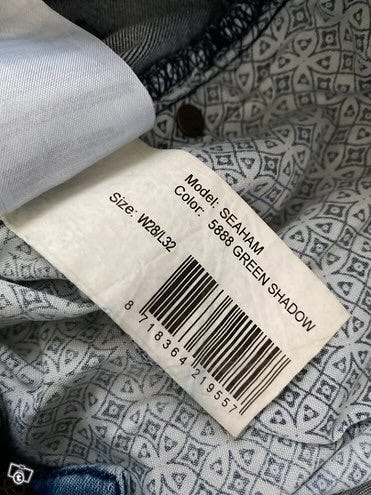 Model: SEAHAM
Color: 5888 GREEN SHADOW
Size: W28/L32
8 718364 219557